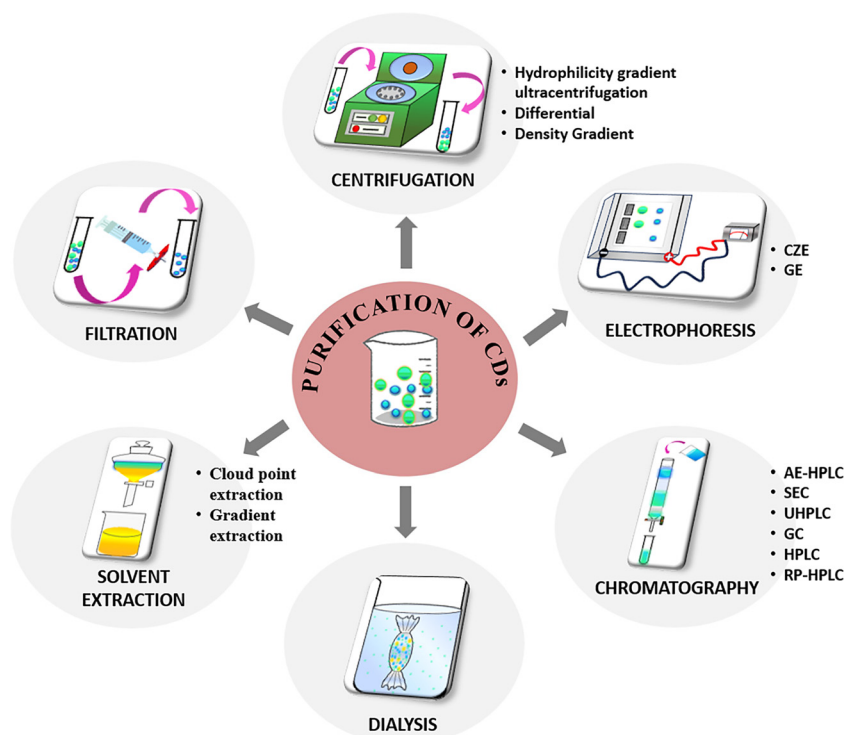 • Hydrophilicity gradient
ultracentrifugation
• Differential
• Density Gradient
CENTRIFUGATION
FILTRATION
• CZE
• GE
ELECTROPHORESIS
PURIFICATION OF CDs
• Cloud point
extraction
• Gradient
extraction
SOLVENT
EXTRACTION
• AE-HPLC
• SEC
• UHPLC
• GC
• HPLC
• RP-HPLC
CHROMATOGRAPHY
DIALYSIS